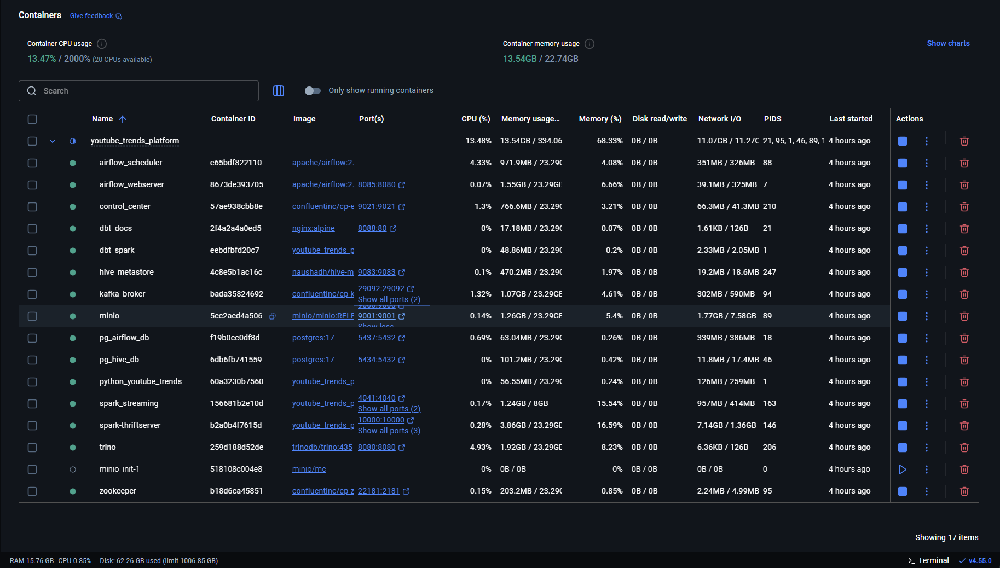 Containers Give feedback
Container CPU usage
13.47% / 2000% (20 CPUs available)
Container memory usage
13.54GB / 22.74GB
Show charts
Search
Only show running containers
Name Container ID Image Port(s) CPU (%) Memory usage... Memory (%) Disk read/write Network I/O PIDS Last started Actions
youtube_trends_platform - - - 13.48% 13.54GB / 334.06 68.33% 0B / 0B 11.07GB / 11.27G 21, 95, 1, 46, 89, 1 4 hours ago
airflow_scheduler e65bdf822110 apache/airflow:2. 4.33% 971.9MB / 23.29G 4.08% 0B / 0B 351MB / 326MB 88 4 hours ago
airflow_webserver 8673de393705 apache/airflow:2. 8085:8080 0.07% 1.55GB / 23.29GB 6.66% 0B / 0B 39.1MB / 325MB 7 4 hours ago
control_center 57ae938cbb8e confluentinc/cp-e 9021:9021 1.3% 766.6MB / 23.29G 3.21% 0B / 0B 66.3MB / 41.3MB 210 4 hours ago
dbt_docs 2f4a2a4a0ed5 nginx:alpine 8088:80 0% 17.18MB / 23.29G 0.07% 0B / 0B 1.61KB / 126B 21 4 hours ago
dbt_spark eebdfbfd20c7 youtube_trends_p 0% 48.86MB / 23.29G 0.2% 0B / 0B 2.33MB / 2.05MB 1 4 hours ago
hive_metastore 4c8e5b1ac16c naushadh/hive-m 9083:9083 0.1% 470.2MB / 23.29G 1.97% 0B / 0B 19.2MB / 18.6MB 247 4 hours ago
kafka_broker bada35824692 confluentinc/cp-k 29092:29092 Show all ports (2) 1.32% 1.07GB / 23.29GB 4.61% 0B / 0B 302MB / 590MB 94 4 hours ago
minio 5cc2aed4a506 minio/minio:RELE 9001:9001 Show less 0.14% 1.26GB / 23.29GB 5.4% 0B / 0B 1.77GB / 7.58GB 89 4 hours ago
pg_airflow_db f19b0cc0df8d postgres:17 5437:5432 0.69% 63.04MB / 23.29G 0.26% 0B / 0B 339MB / 386MB 18 4 hours ago
pg_hive_db 6db6fb741559 postgres:17 5434:5432 0% 101.2MB / 23.29G 0.42% 0B / 0B 11.8MB / 17.4MB 46 4 hours ago
python_youtube_trends 60a3230b7560 youtube_trends_p 0% 56.55MB / 23.29G 0.24% 0B / 0B 126MB / 259MB 1 4 hours ago
spark_streaming 156681b2e10d youtube_trends_p 4041:4040 Show all ports (2) 0.17% 1.24GB / 8GB 15.54% 0B / 0B 957MB / 414MB 163 4 hours ago
spark-thriftserver b2a0b4f7615d youtube_trends_p 10000:10000 Show all ports (3) 0.28% 3.86GB / 23.29GB 16.59% 0B / 0B 7.14GB / 1.36GB 146 4 hours ago
trino 259d188d52de trinodb/trino:435 8080:8080 4.93% 1.92GB / 23.29GB 8.23% 0B / 0B 6.36KB / 126B 206 4 hours ago
minio_init-1 518108c004e8 minio/mc 0% 0B / 0B 0% 0B / 0B 0B / 0B 0 4 hours ago
zookeeper b18d6ca45851 confluentinc/cp-z 22181:2181 0.15% 203.2MB / 23.29G 0.85% 0B / 0B 2.24MB / 4.99MB 95 4 hours ago
Showing 17 items
RAM 15.76 GB CPU 0.85% Disk: 62.26 GB used (limit 1006.85 GB) Terminal v4.55.0